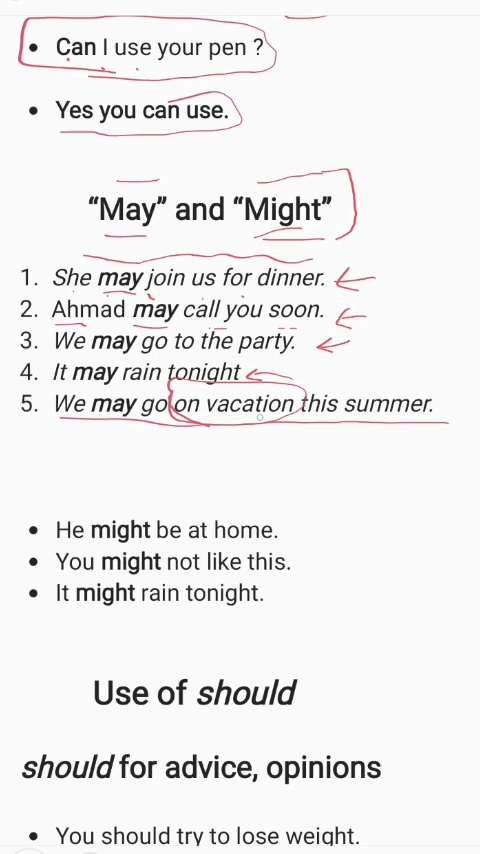 • Can I use your pen ?
• Yes you can use.
“May” and “Might”
1. She may join us for dinner.
2. Ahmad may call you soon.
3. We may go to the party.
4. It may rain tonight
5. We may go on vacation this summer.
• He might be at home.
• You might not like this.
• It might rain tonight.
Use of should
should for advice, opinions
• You should try to lose weight.